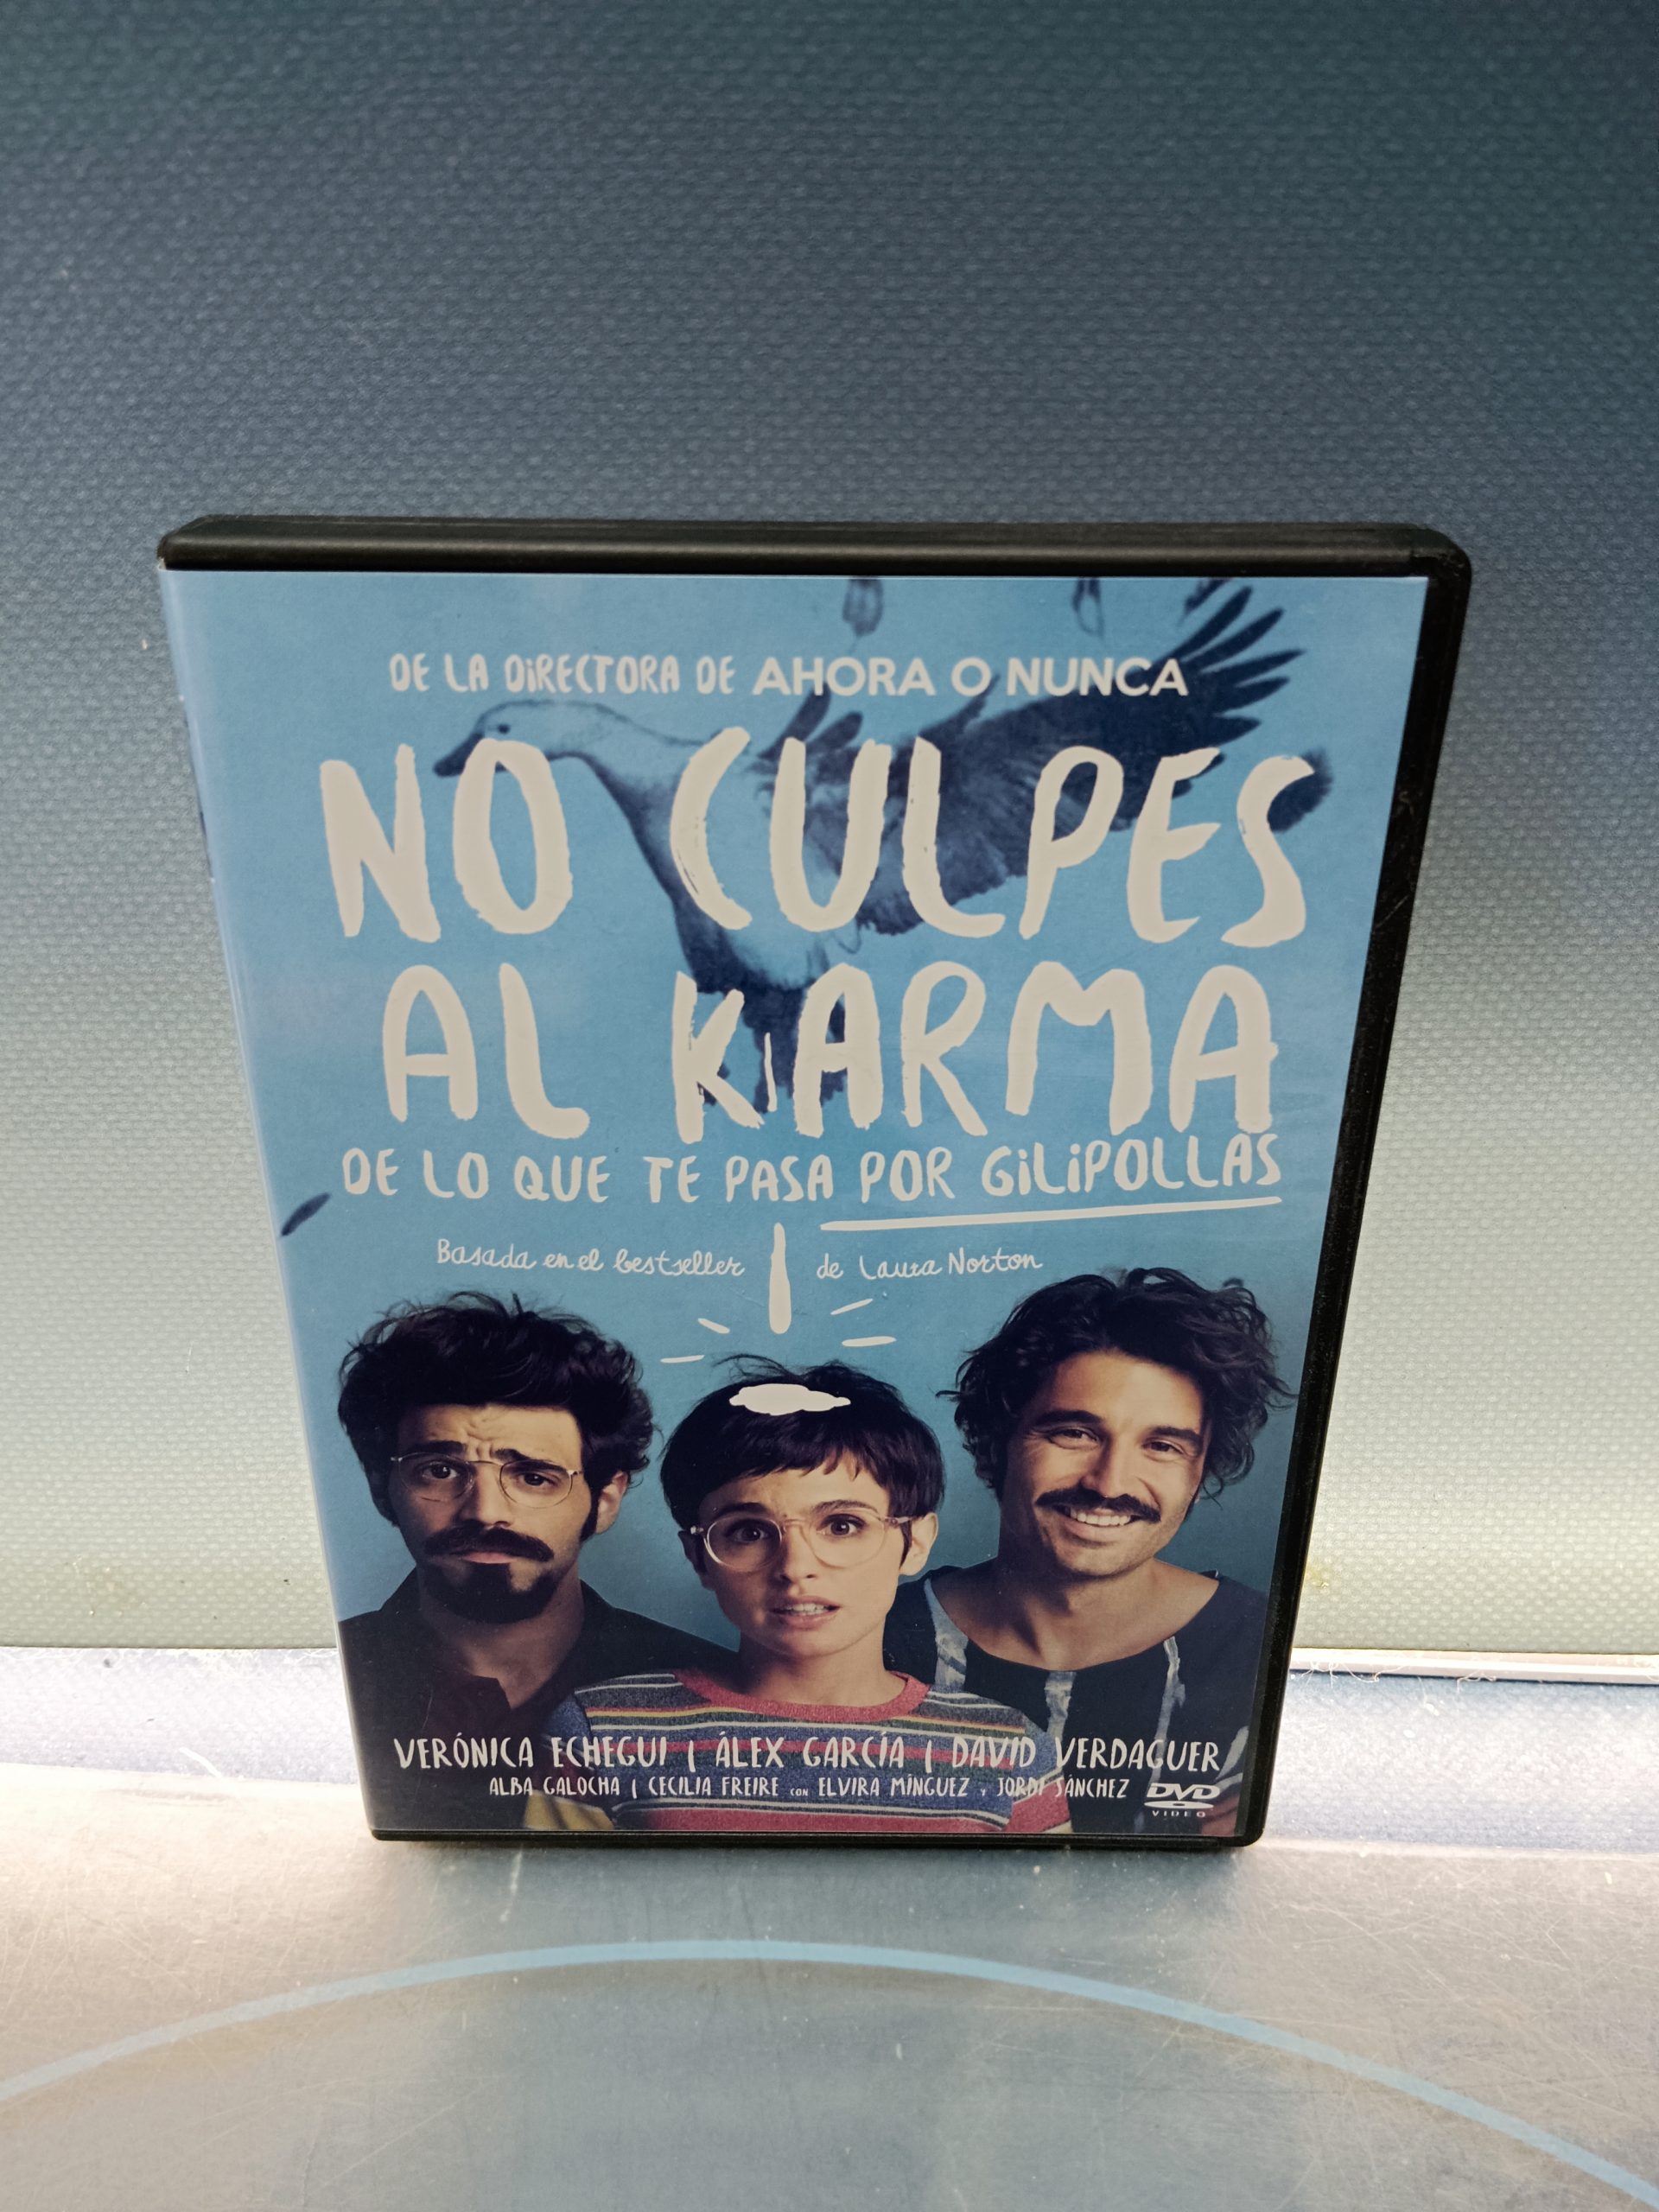 DE LA DIRECTORA DE AHORA O NUNCA
NO CULPES
AL KARMA
DE LO QUE TE PASA POR GILIPOLLAS
Basada en el bestseller de Laura Norton
VERÓNICA ECHEGUI | ÁLEX GARCÍA | DAVID VERDAGUER
ALBA GALOCHA | CECILIA FREIRE CON ELVIRA MÍNGUEZ Y JORDI SÁNCHEZ
DVD
VIDEO